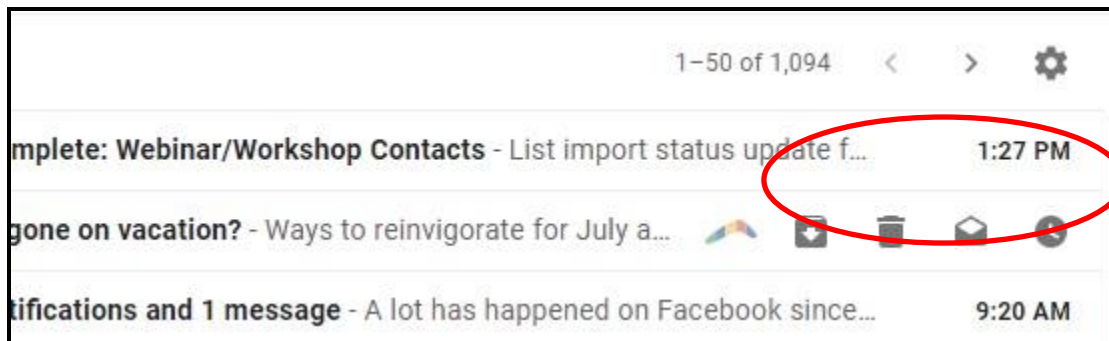 1–50 of 1,094
mplete: Webinar/Workshop Contacts - List import status update f... 1:27 PM
gone on vacation? - Ways to reinvigorate for July a...
tifications and 1 message - A lot has happened on Facebook since... 9:20 AM